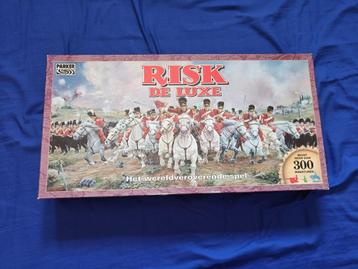 PARKER
RISK
DE LUXE
Het wereldveroverende spel
300